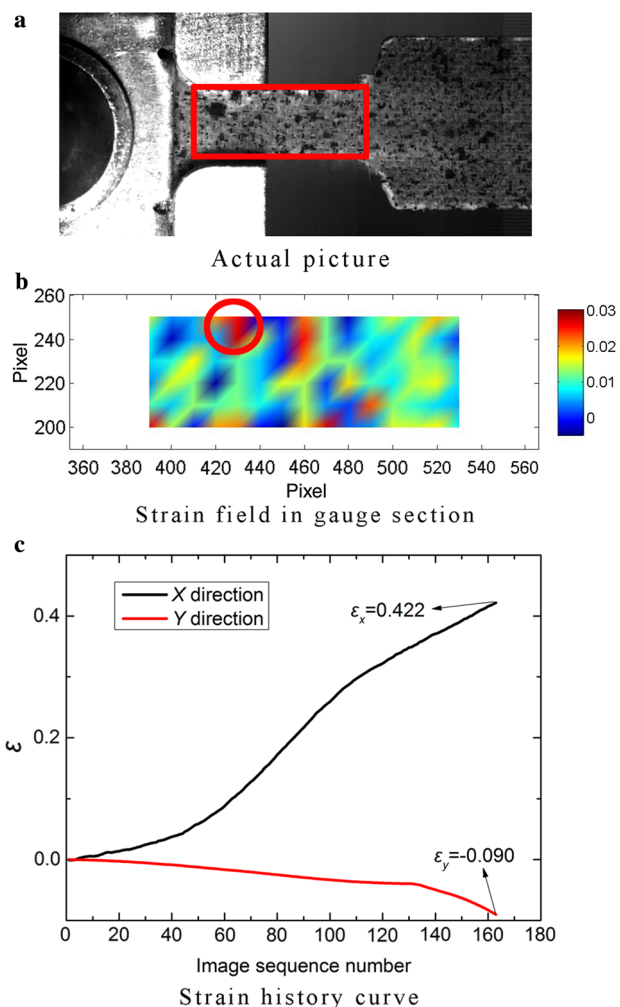 a
Actual picture
b
260
240
220
200
Pixel
360 380 400 420 440 460 480 500 520 540 560
Pixel
0.03
0.02
0.01
0
Strain field in gauge section
c
X direction
Y direction
εx=0.422
εy=-0.090
0.4
0.2
0.0
ε
0 20 40 60 80 100 120 140 160 180
Image sequence number
Strain history curve